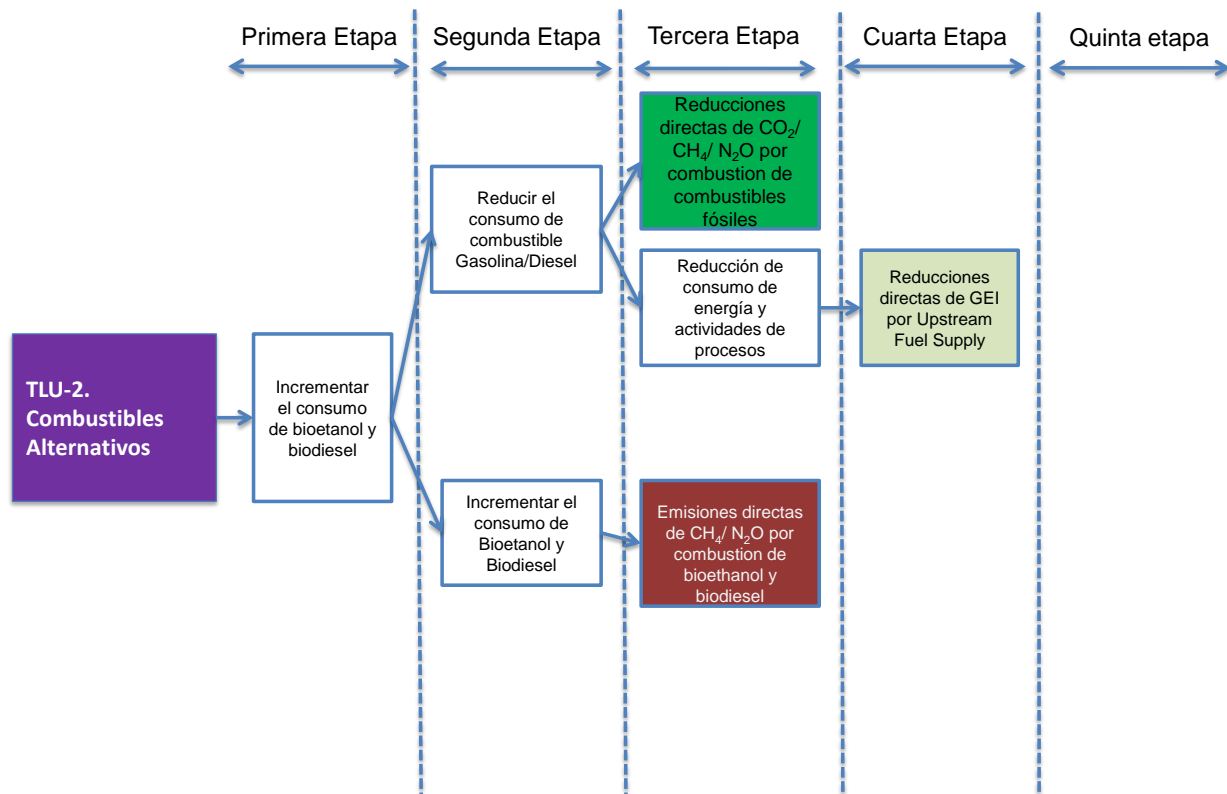 Primera Etapa
Segunda Etapa
Tercera Etapa
Cuarta Etapa
Quinta etapa
Reducciones
directas de CO₂/
CH₄/ N₂O por
combustion de
combustibles
fósiles
Reducir el
consumo de
combustible
Gasolina/Diesel
Reducción de
consumo de
energía y
actividades de
procesos
Reducciones
directas de GEI
por Upstream
Fuel Supply
TLU-2.
Combustibles
Alternativos
Incrementar
el consumo
de bioetanol y
biodiesel
Incrementar el
consumo de
Bioetanol y
Biodiesel
Emisiones directas
de CH₄/ N₂O por
combustion de
bioethanol y
biodiesel